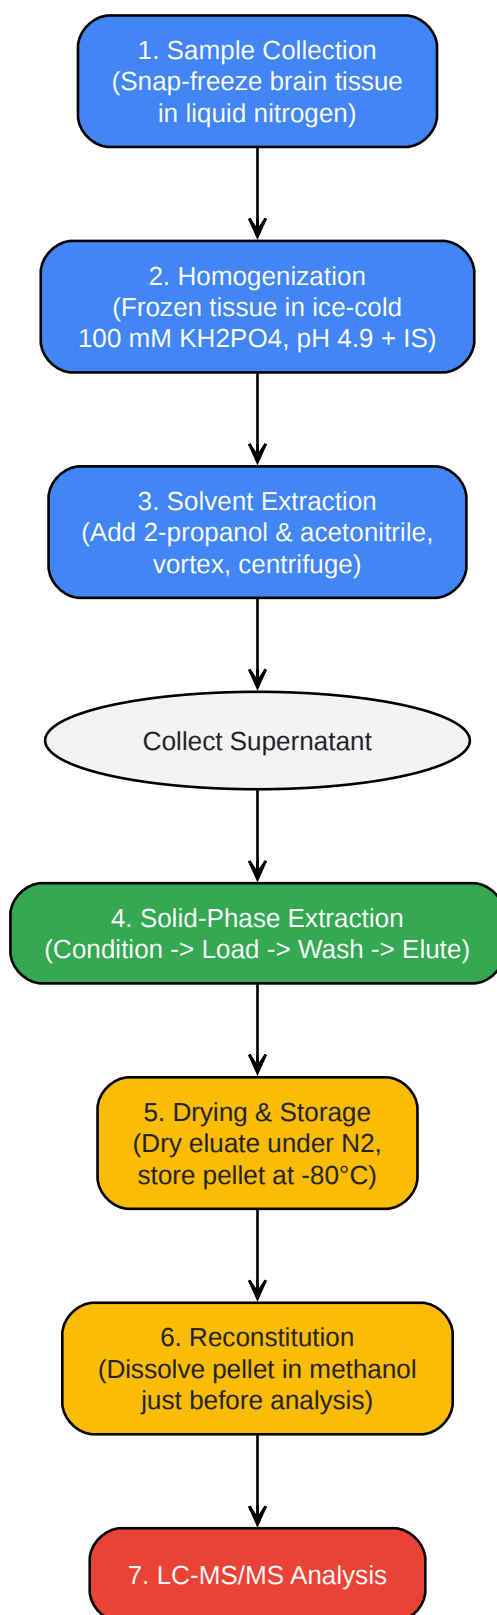 1. Sample Collection
(Snap-freeze brain tissue
in liquid nitrogen)
2. Homogenization
(Frozen tissue in ice-cold
100 mM KH2PO4, pH 4.9 + IS)
3. Solvent Extraction
(Add 2-propanol & acetonitrile,
vortex, centrifuge)
Collect Supernatant
4. Solid-Phase Extraction
(Condition -> Load -> Wash -> Elute)
5. Drying & Storage
(Dry eluate under N2,
store pellet at -80°C)
6. Reconstitution
(Dissolve pellet in methanol
just before analysis)
7. LC-MS/MS Analysis